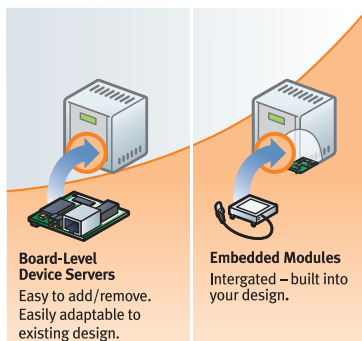 Board-Level
Device Servers
Easy to add/remove.
Easily adaptable to
existing design.
Embedded Modules
Intergated – built into
your design.